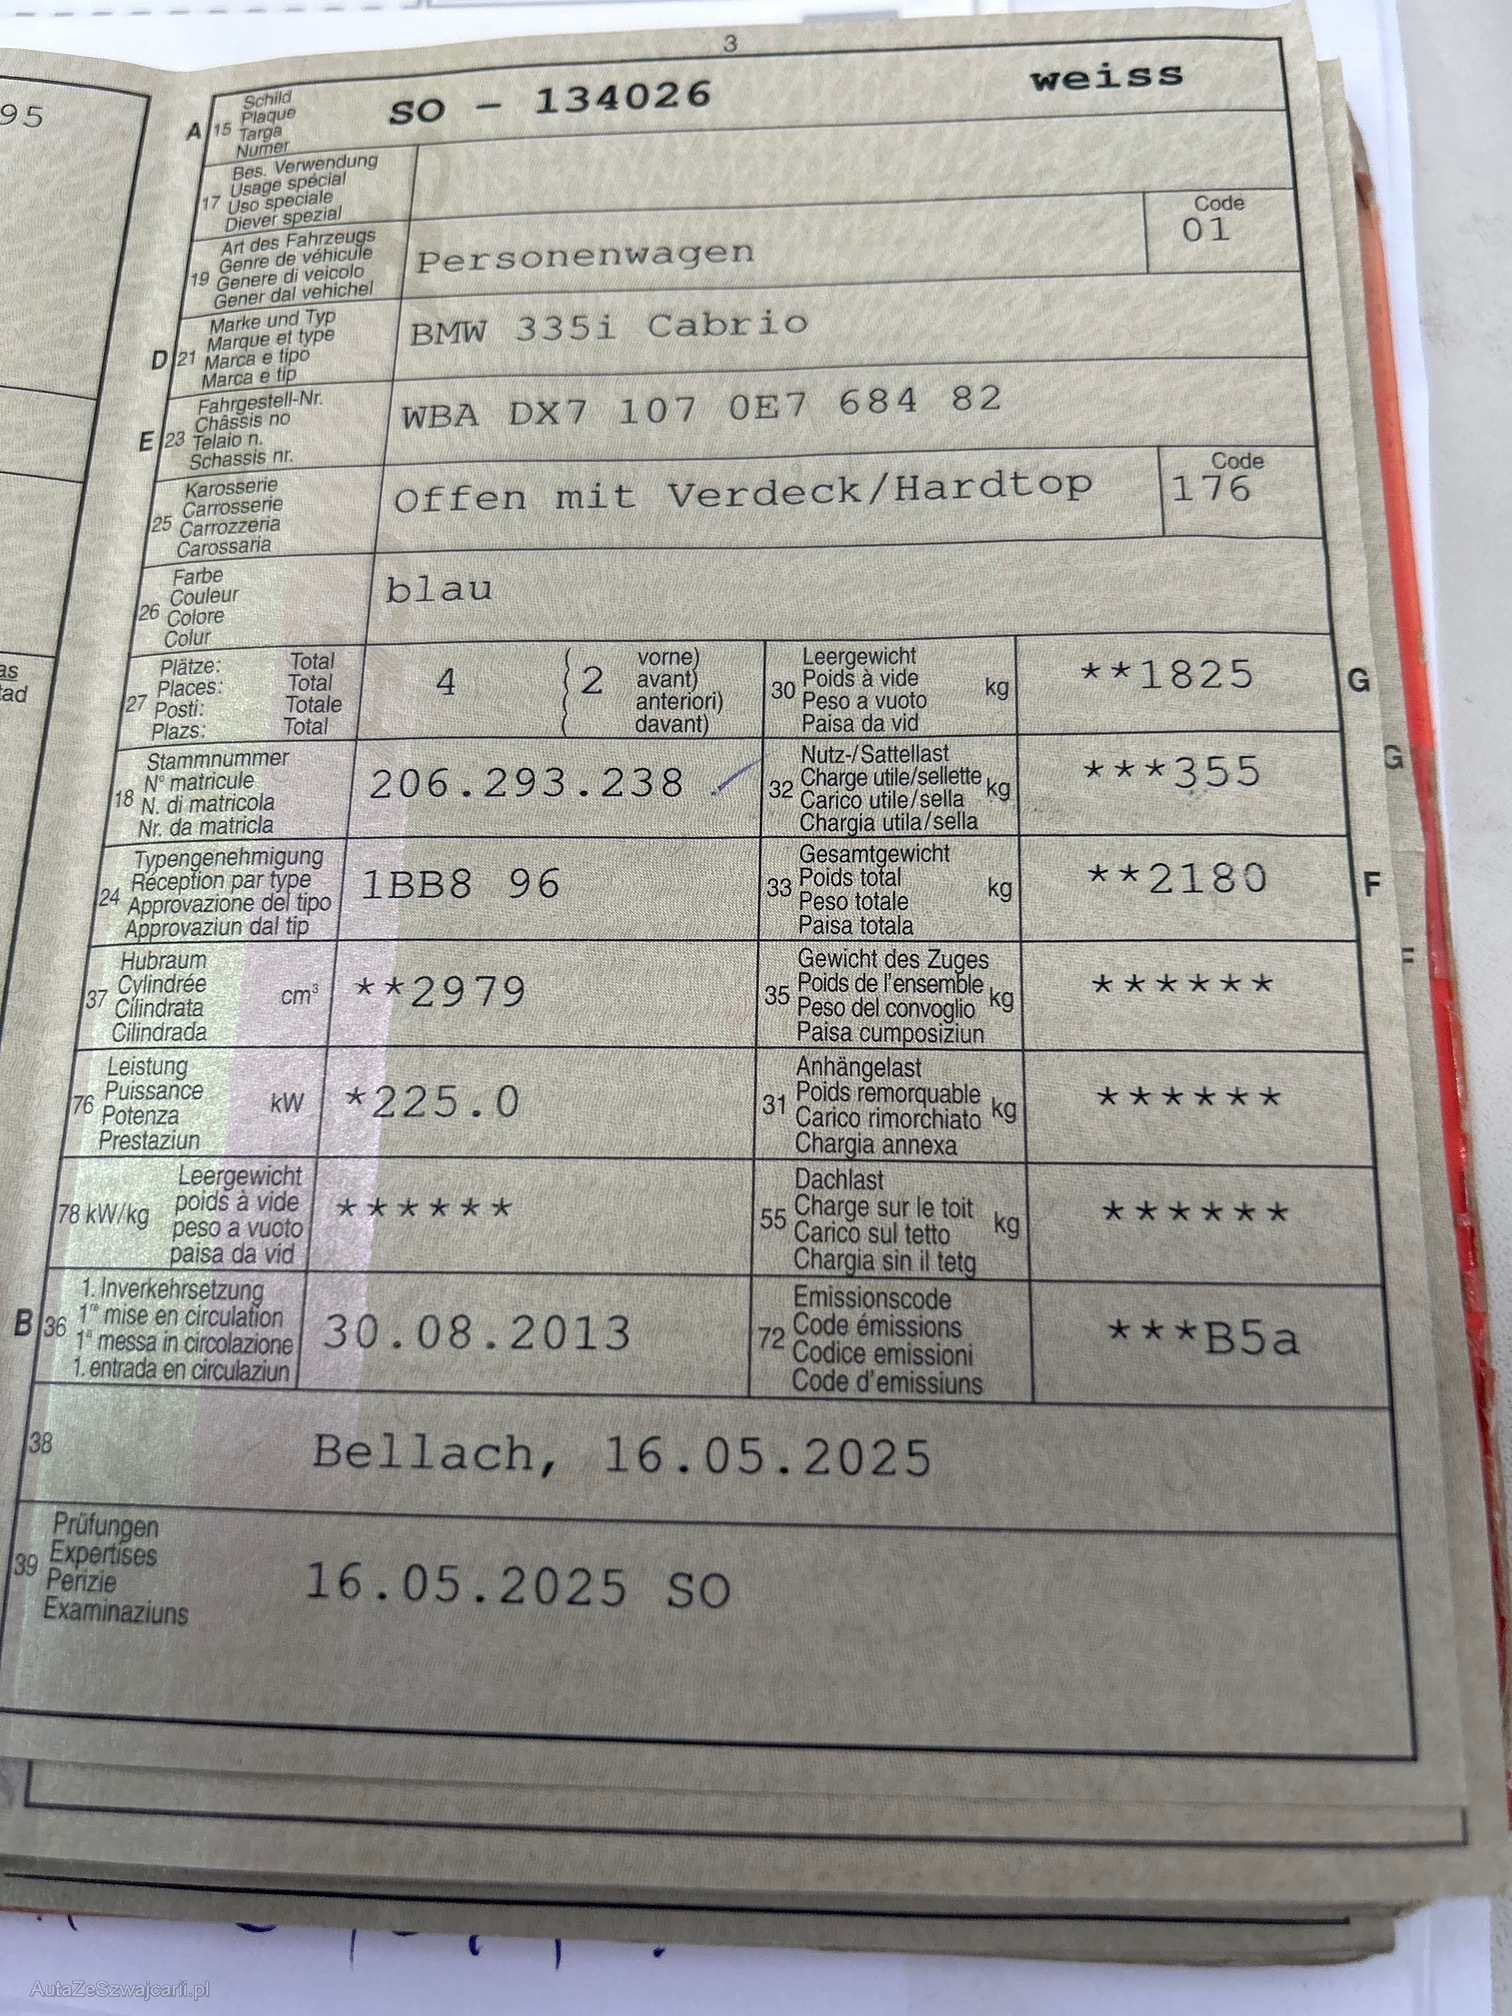 3
95
A 15 Schild
Plaque
Targa
Numer
SO - 134026
weiss
17 Bes. Verwendung
Usage spécial
Uso speciale
Diever spezial
19 Art des Fahrzeugs
Genre de véhicule
Genere di veicolo
Gener dal vehichel
Personenwagen
Code
01
D 21 Marke und Typ
Marque et type
Marca e tipo
Marca e tip
BMW 335i Cabrio
E 23 Fahrgestell-Nr.
Châssis no
Telaio n.
Schassis nr.
WBA DX7 107 0E7 684 82
25 Karosserie
Carrosserie
Carrozzeria
Carossaria
Offen mit Verdeck/Hardtop
Code
176
26 Farbe
Couleur
Colore
Colur
blau
27 Plätze: Total
Places: Total
Posti: Totale
Plazs: Total
4
( 2 vorne)
avant)
anteriori)
( davant)
30 Leergewicht
Poids à vide
Peso a vuoto
Paisa da vid
kg
**1825
G
18 Stammnummer
N° matricule
N. di matricola
Nr. da matricla
206.293.238
32 Nutz-/Sattellast
Charge utile/sellette
Carico utile/sella
Chargia utila/sella
kg
***355
G
24 Typengenehmigung
Réception par type
Approvazione del tipo
Approvaziun dal tip
1BB8 96
33 Gesamtgewicht
Poids total
Peso totale
Paisa totala
kg
**2180
F
37 Hubraum
Cylindrée
Cilindrata
Cilindrada
cm³
**2979
35 Gewicht des Zuges
Poids de l'ensemble
Peso del convoglio
Paisa cumposiziun
kg
******
F
76 Leistung
Puissance
Potenza
Prestaziun
kW
*225.0
31 Anhängelast
Poids remorquable
Carico rimorchiato
Chargia annexa
kg
******
78 kW/kg Leergewicht
poids à vide
peso a vuoto
paisa da vid
******
55 Dachlast
Charge sur le toit
Carico sul tetto
Chargia sin il tetg
kg
******
B 36 1. Inverkehrsetzung
1re mise en circulation
1a messa in circolazione
1. entrada en circulaziun
30.08.2013
72 Emissionscode
Code émissions
Codice emissioni
Code d'emissiuns
***B5a
38
Bellach, 16.05.2025
39 Prüfungen
Expertises
Perizie
Examinaziuns
16.05.2025 SO
AutaZeSzwajcarii.pl